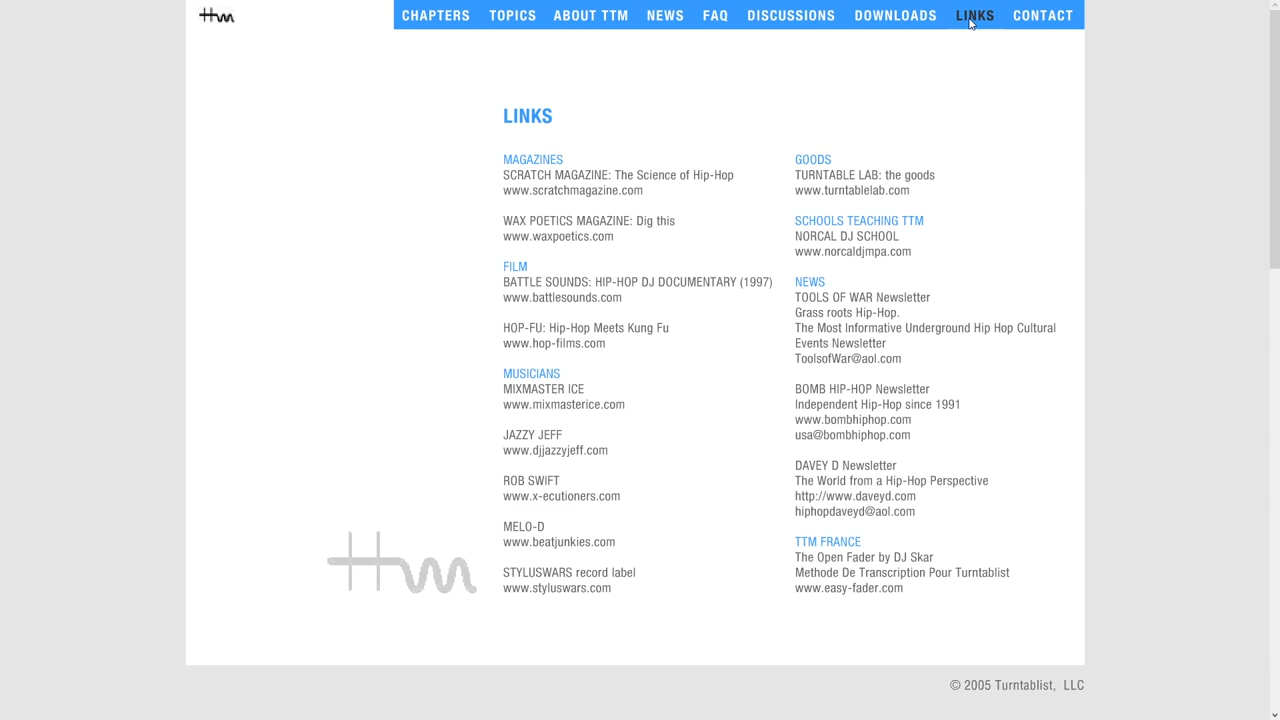 CHAPTERS TOPICS ABOUT TTM NEWS FAQ DISCUSSIONS DOWNLOADS LINKS CONTACT
LINKS
MAGAZINES
SCRATCH MAGAZINE: The Science of Hip-Hop
www.scratchmagazine.com
WAX POETICS MAGAZINE: Dig this
www.waxpoetics.com
FILM
BATTLE SOUNDS: HIP-HOP DJ DOCUMENTARY (1997)
www.battlesounds.com
HOP-FU: Hip-Hop Meets Kung Fu
www.hop-films.com
MUSICIANS
MIXMASTER ICE
www.mixmasterice.com
JAZZY JEFF
www.djjazzyjeff.com
ROB SWIFT
www.x-ecutioners.com
MELO-D
www.beatjunkies.com
STYLUSWARS record label
www.styluswars.com
GOODS
TURNTABLE LAB: the goods
www.turntablelab.com
SCHOOLS TEACHING TTM
NORCAL DJ SCHOOL
www.norcaldjmpa.com
NEWS
TOOLS OF WAR Newsletter
Grass roots Hip-Hop.
The Most Informative Underground Hip Hop Cultural
Events Newsletter
ToolsofWar@aol.com
BOMB HIP-HOP Newsletter
Independent Hip-Hop since 1991
www.bombhiphop.com
usa@bombhiphop.com
DAVEY D Newsletter
The World from a Hip-Hop Perspective
http://www.daveyd.com
hiphopdaveyd@aol.com
TTM FRANCE
The Open Fader by DJ Skar
Methode De Transcription Pour Turntablist
www.easy-fader.com
© 2005 Turntablist, LLC